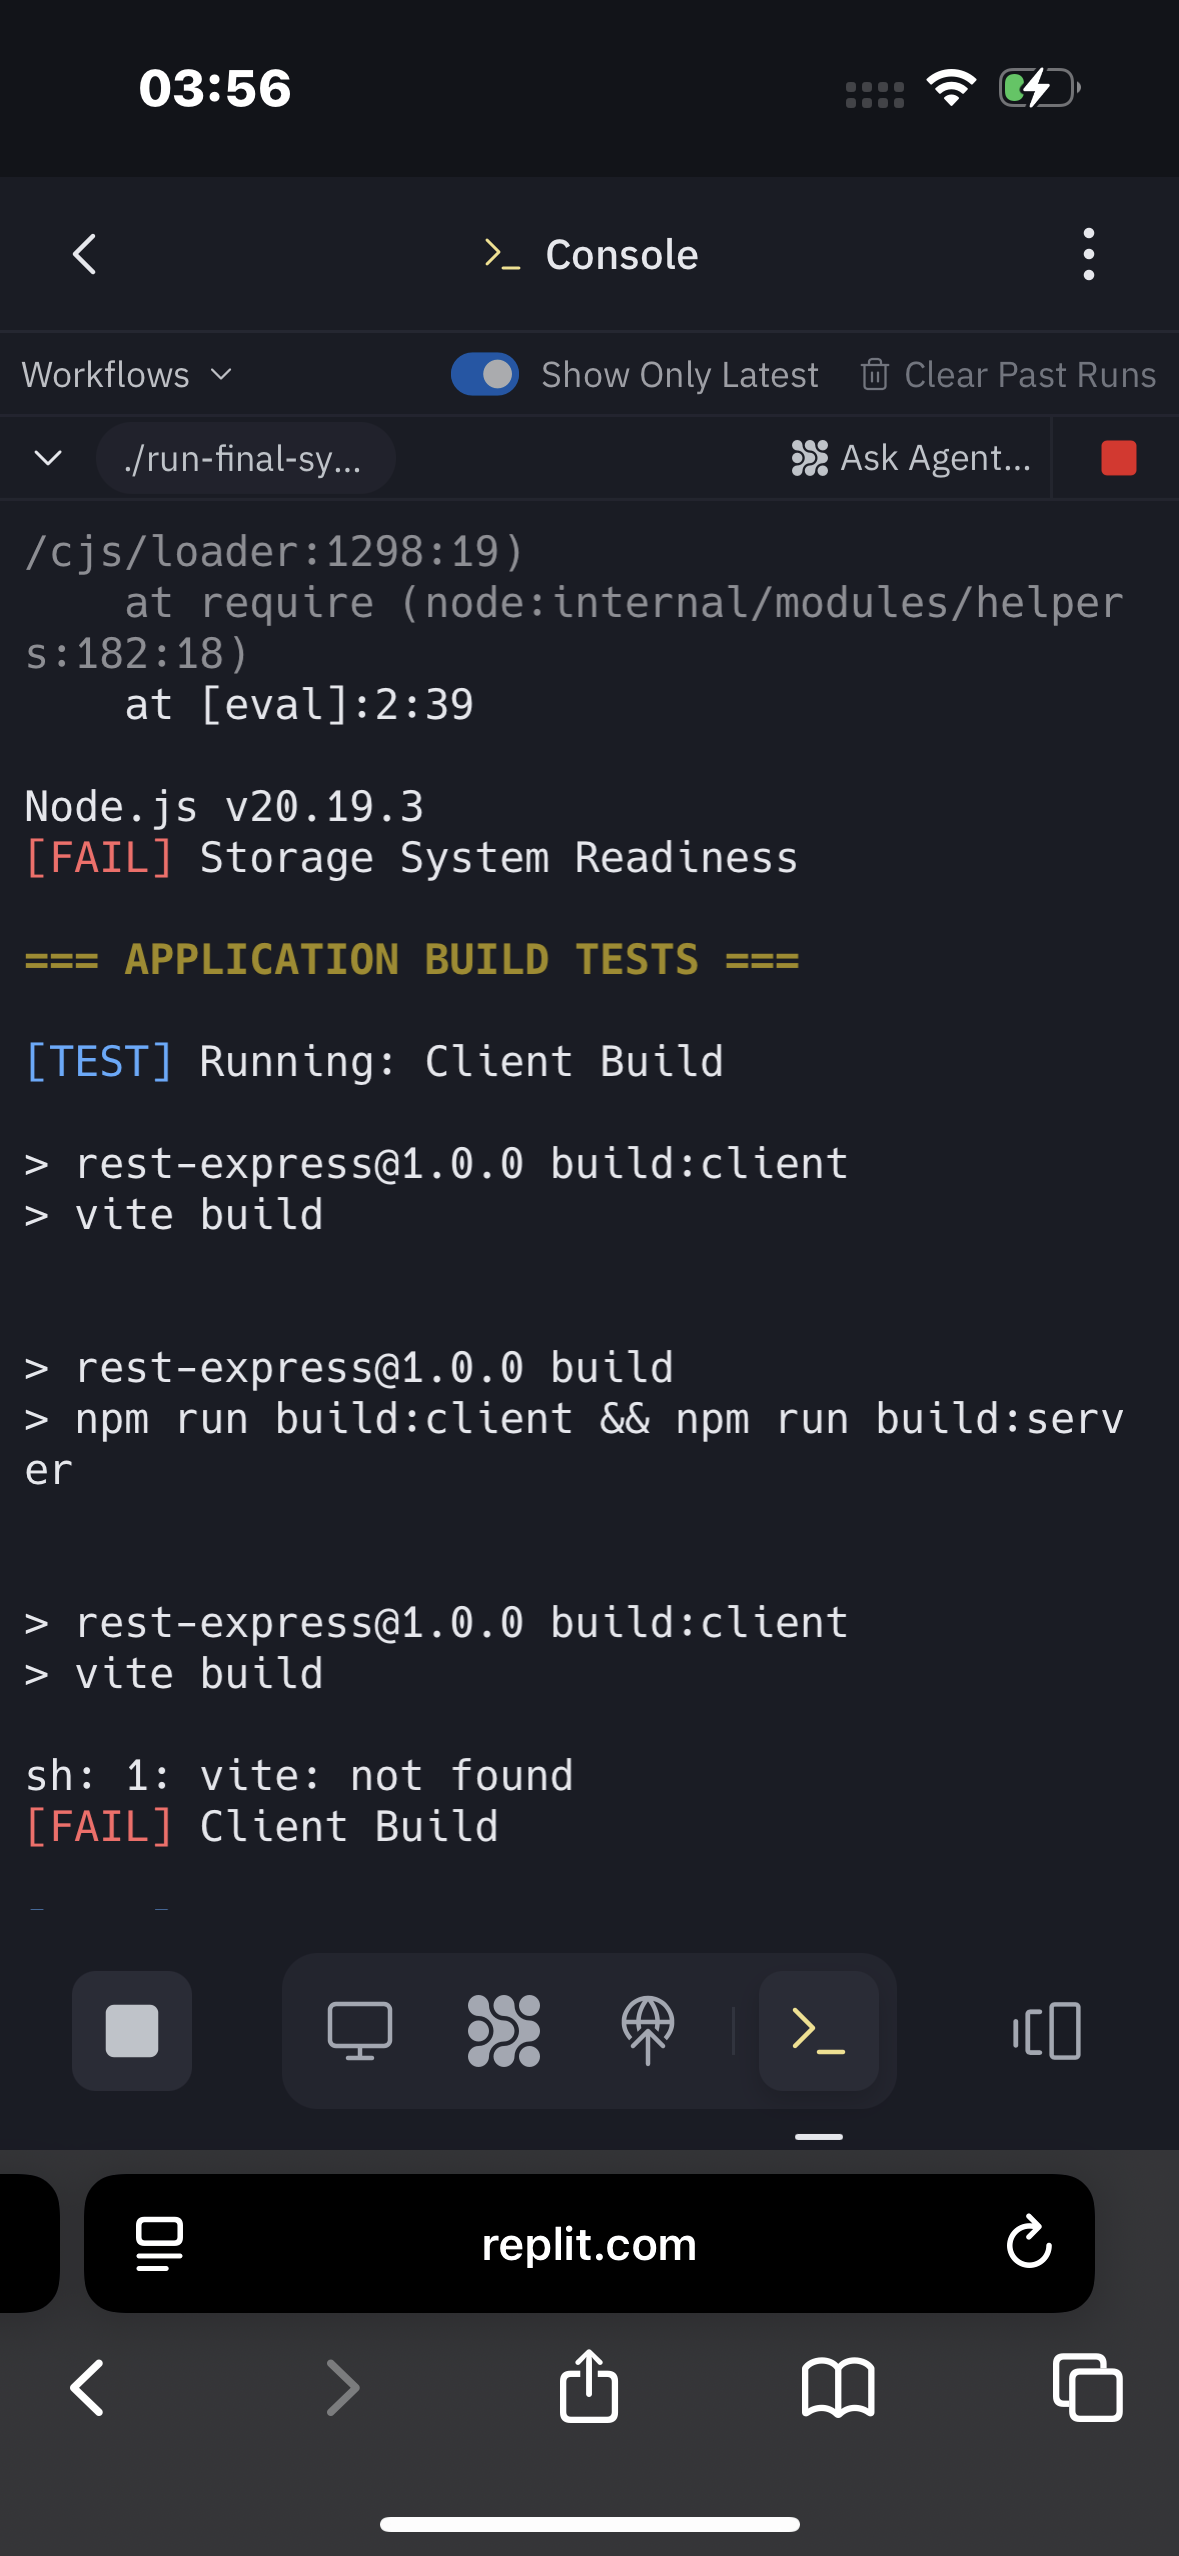 03:56
Console
Workflows
Show Only Latest
Clear Past Runs
./run-final-sy...
Ask Agent...
/cjs/loader:1298:19)
at require (node:internal/modules/helper
s:182:18)
at [eval]:2:39
Node.js v20.19.3
[FAIL] Storage System Readiness
=== APPLICATION BUILD TESTS ===
[TEST] Running: Client Build
> rest-express@1.0.0 build:client
> vite build
> rest-express@1.0.0 build
> npm run build:client && npm run build:serv
er
> rest-express@1.0.0 build:client
> vite build
sh: 1: vite: not found
[FAIL] Client Build
replit.com